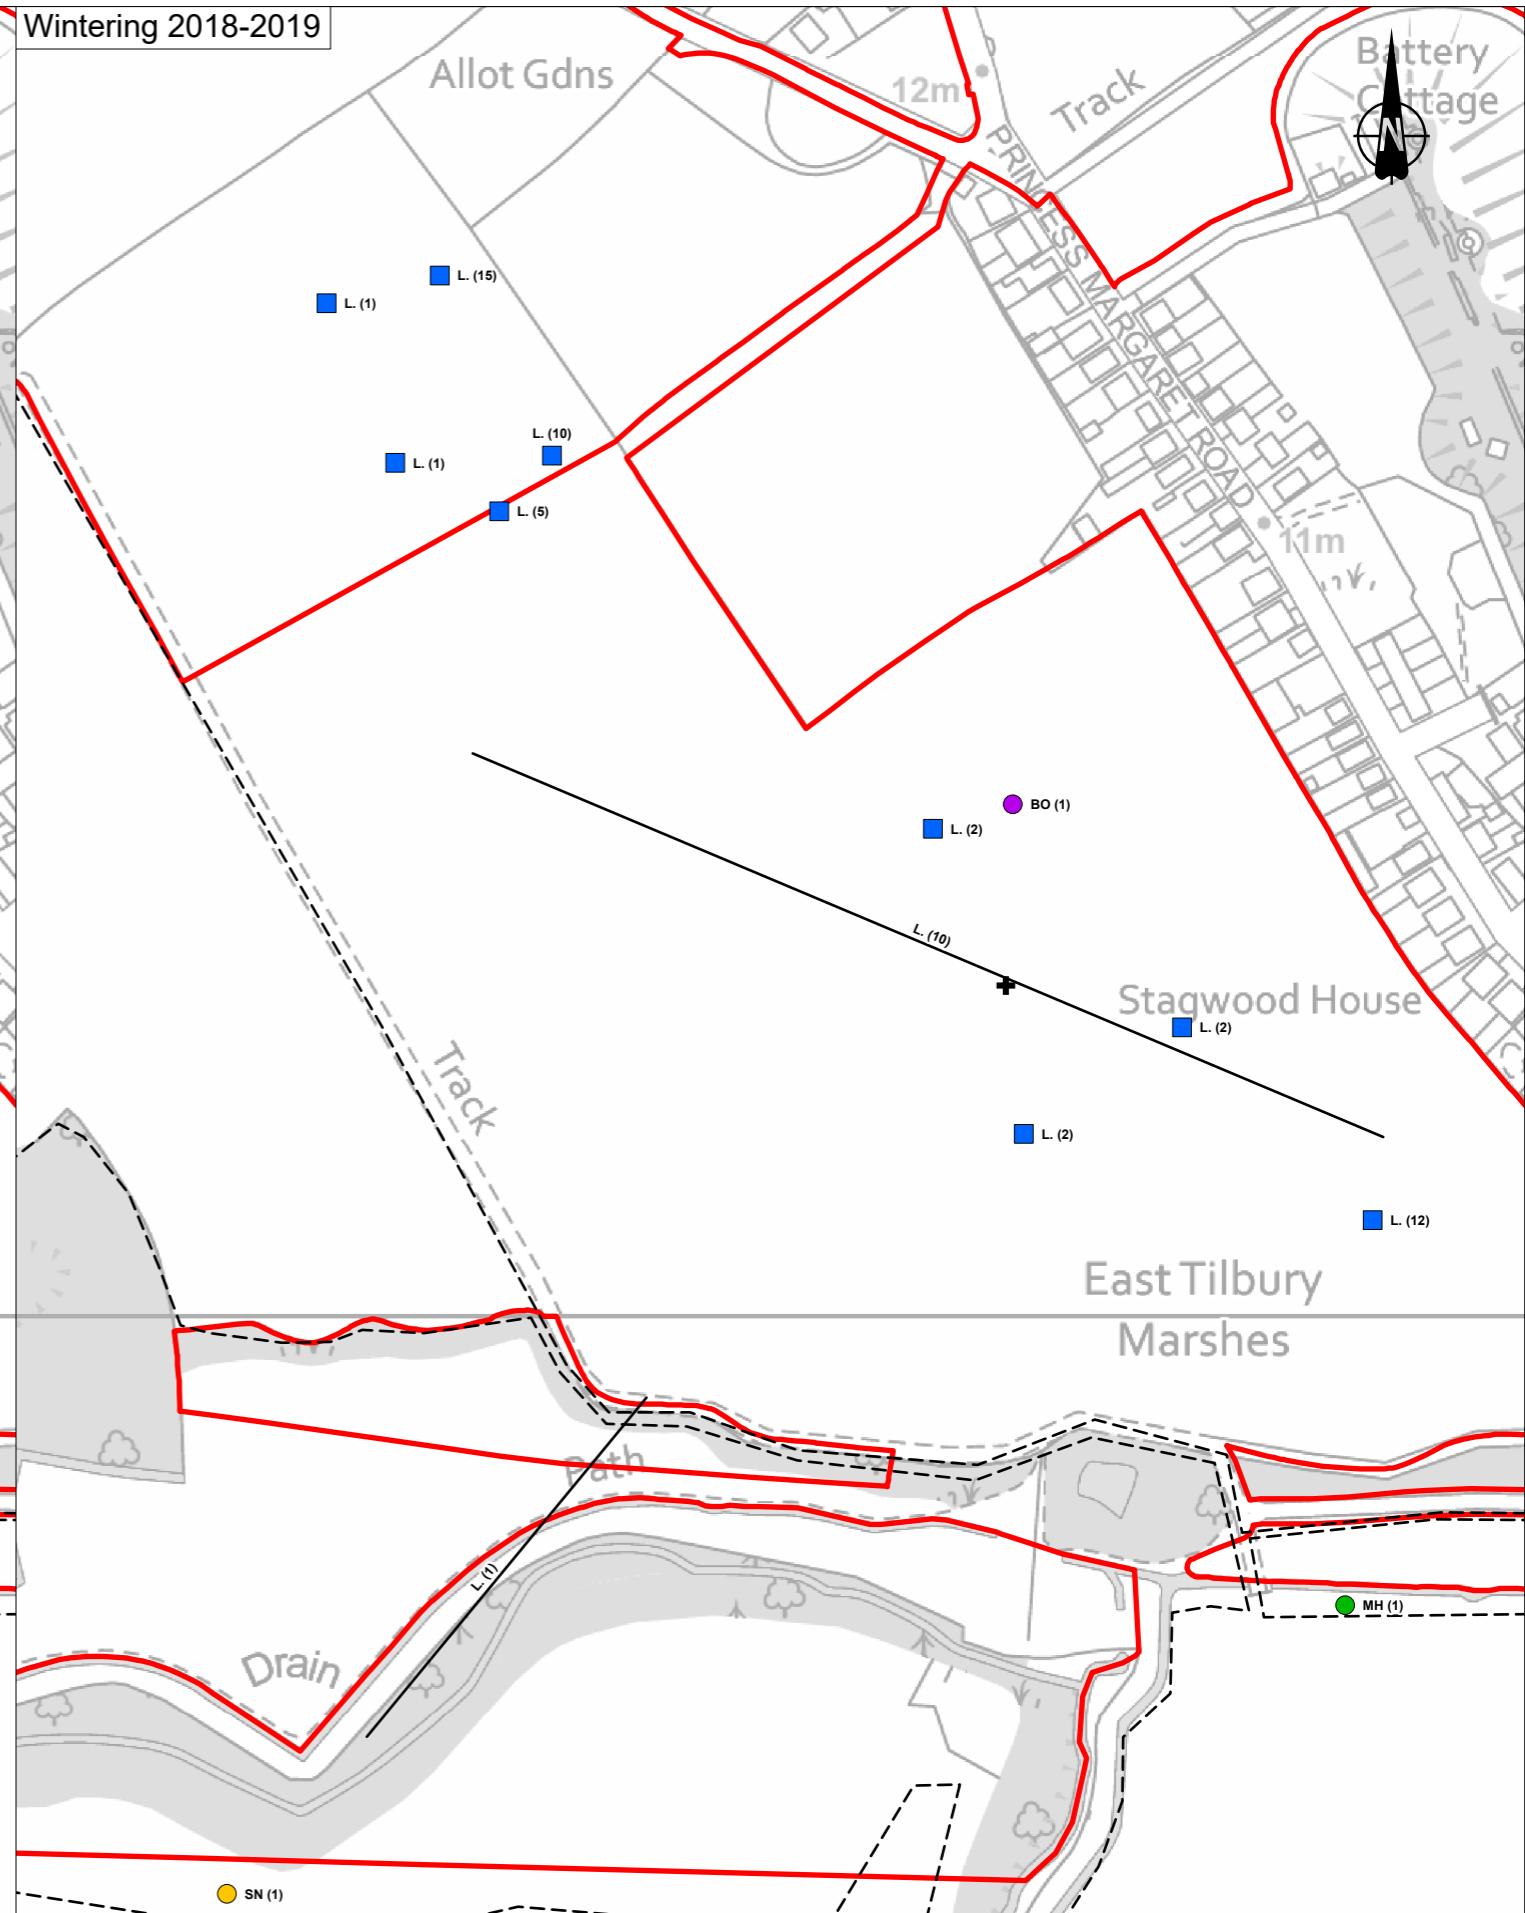 Wintering 2018-2019
Allot Gdns
12m
Track
Battery
Cottage
N
PRINCESS MARGARET ROAD
L. (15)
L. (1)
L. (10)
L. (1)
L. (5)
11m
BO (1)
L. (2)
L. (10)
Stagwood House
L. (2)
Track
L. (2)
L. (12)
East Tilbury
Marshes
Path
L. (1)
MH (1)
Drain
SN (1)